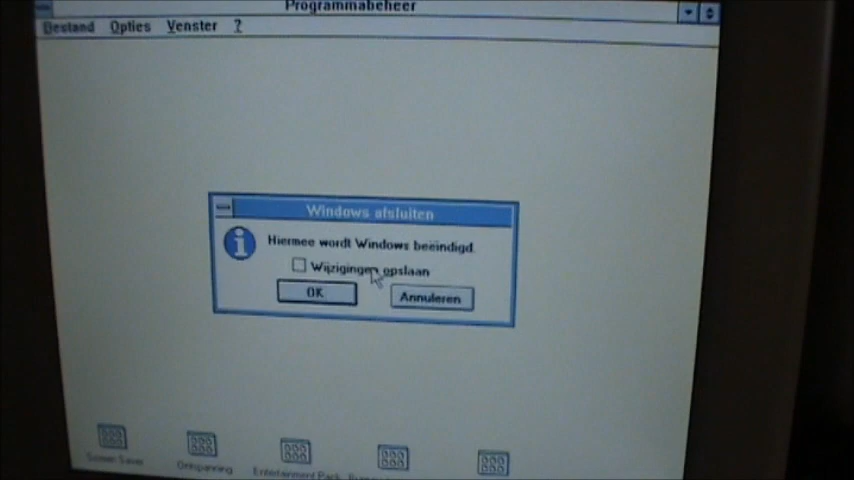 Programmabeheer
Bestand Opties Venster ?
Windows afsluiten
Hiermee wordt Windows beëindigd.
Wijzigingen opslaan
OK Annuleren
Screen Saver Ontspanning Entertainment Pack